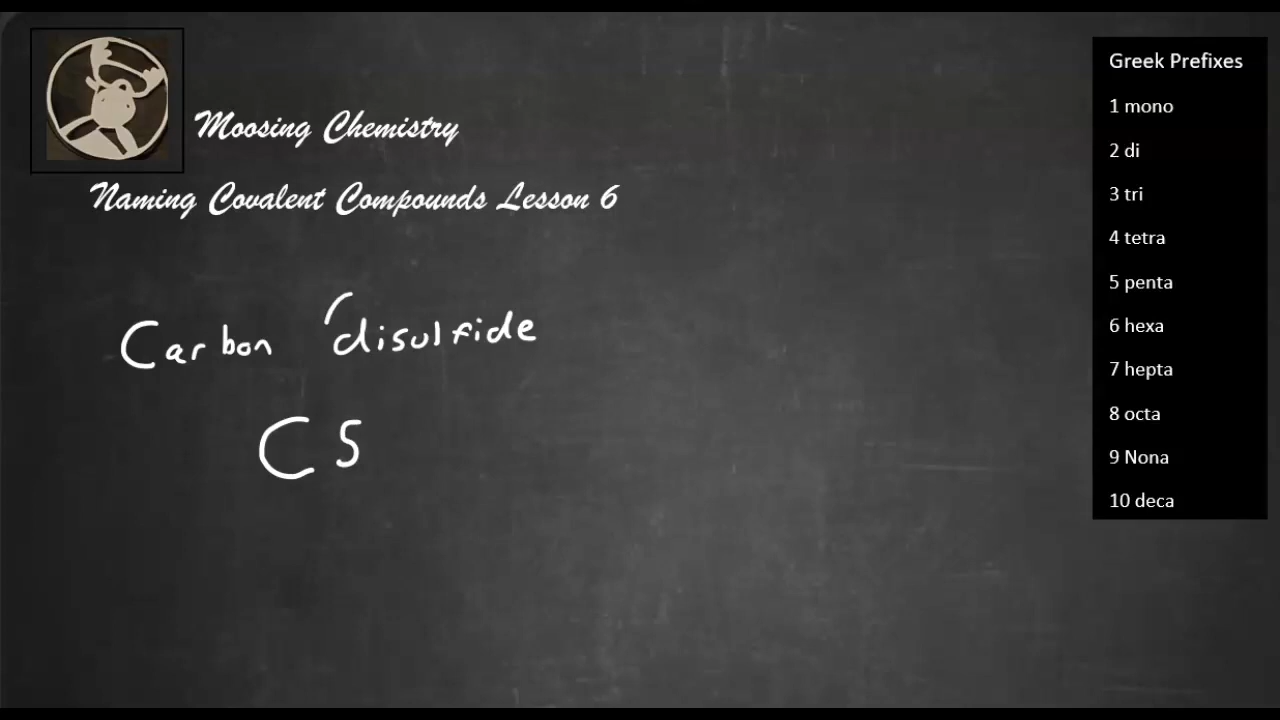 Moosing Chemistry
Naming Covalent Compounds Lesson 6
Carbon disulfide
CS
Greek Prefixes
1 mono
2 di
3 tri
4 tetra
5 penta
6 hexa
7 hepta
8 octa
9 Nona
10 deca